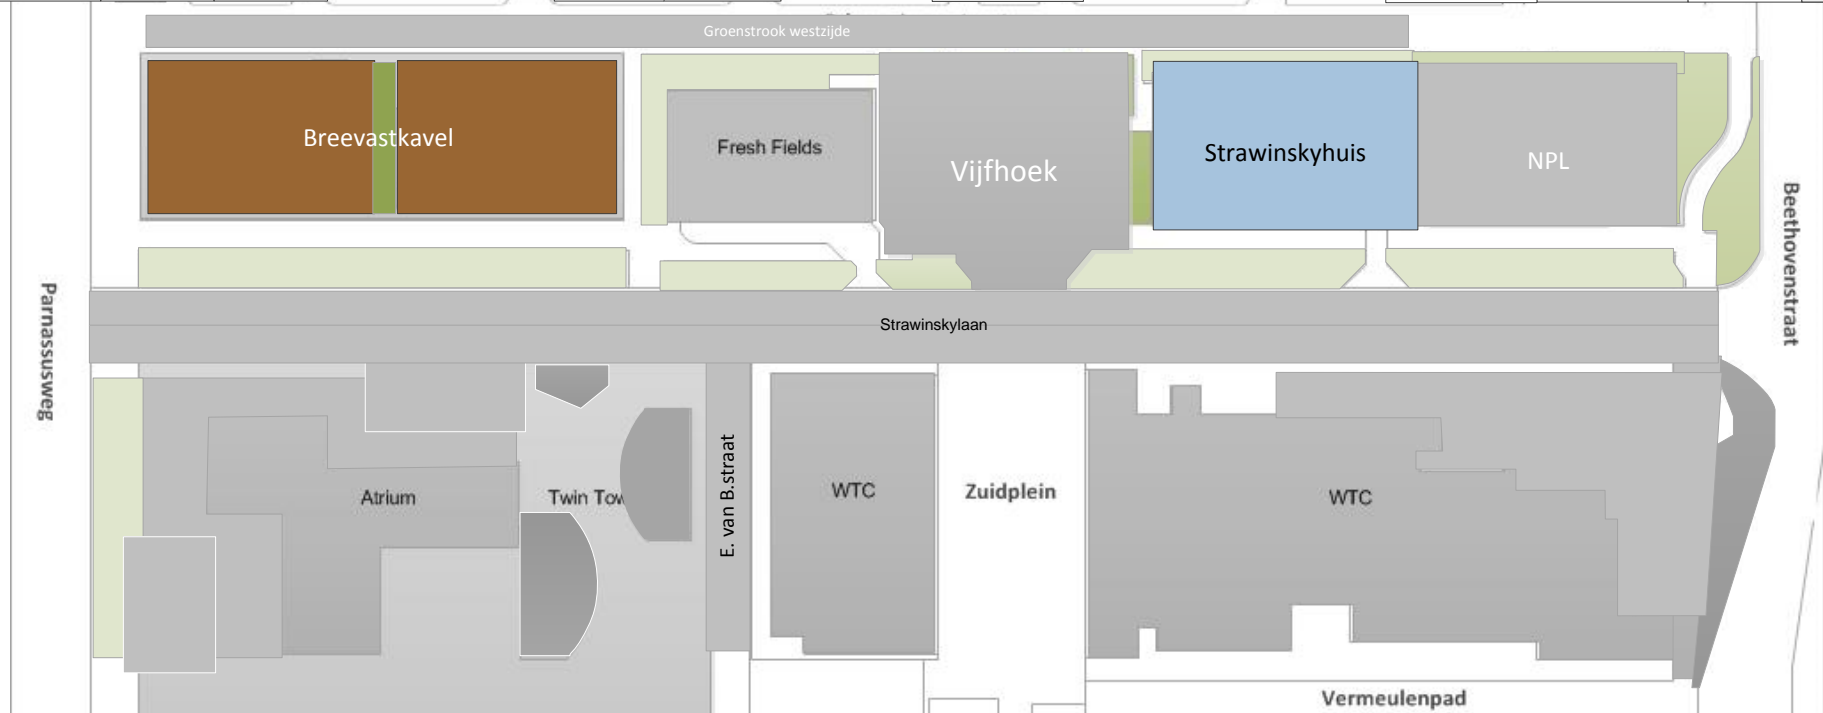 Groenstrook westzijde
Breevastkavel
Fresh Fields
Vijfhoek
Strawinskyhuis
NPL
Beethovenstraat
Parnassusweg
Strawinskylaan
E. van B.straat
Atrium
Twin Tow
WTC
Zuidplein
WTC
Vermeulenpad